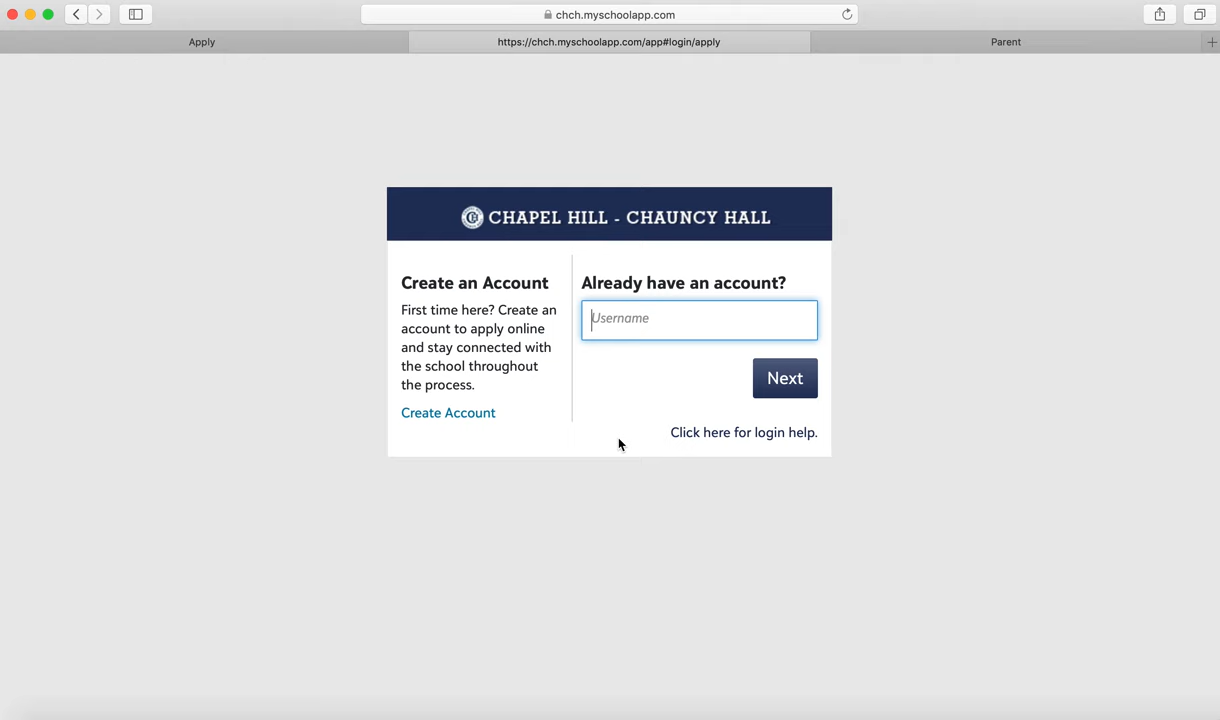 chch.myschoolapp.com
Apply
https://chch.myschoolapp.com/app#login/apply
Parent
CHAPEL HILL - CHAUNCY HALL
Create an Account
First time here? Create an
account to apply online
and stay connected with
the school throughout
the process.
Create Account
Already have an account?
Username
Next
Click here for login help.